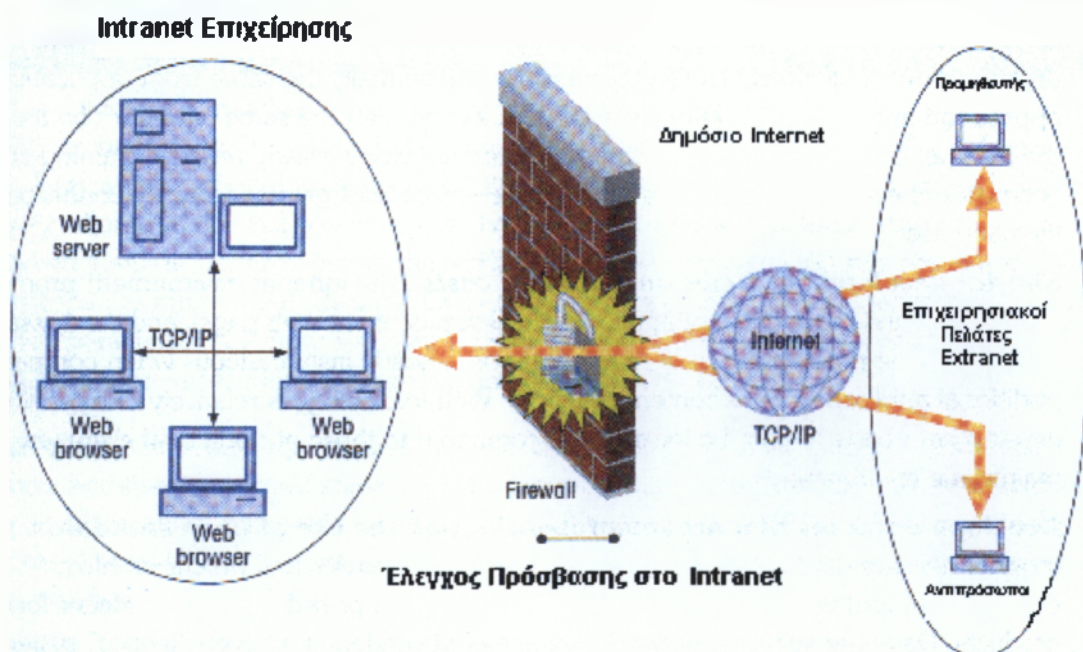 Intranet Επιχείρησης
Web
server
TCP/IP
Web
browser
Web
browser
Web
browser
Firewall
Έλεγχος Πρόσβασης στο Intranet
Δημόσιο Internet
Internet
TCP/IP
Προμηθευτής
Επιχειρησιακοί
Πελάτες
Extranet
Αντιπρόσωποι